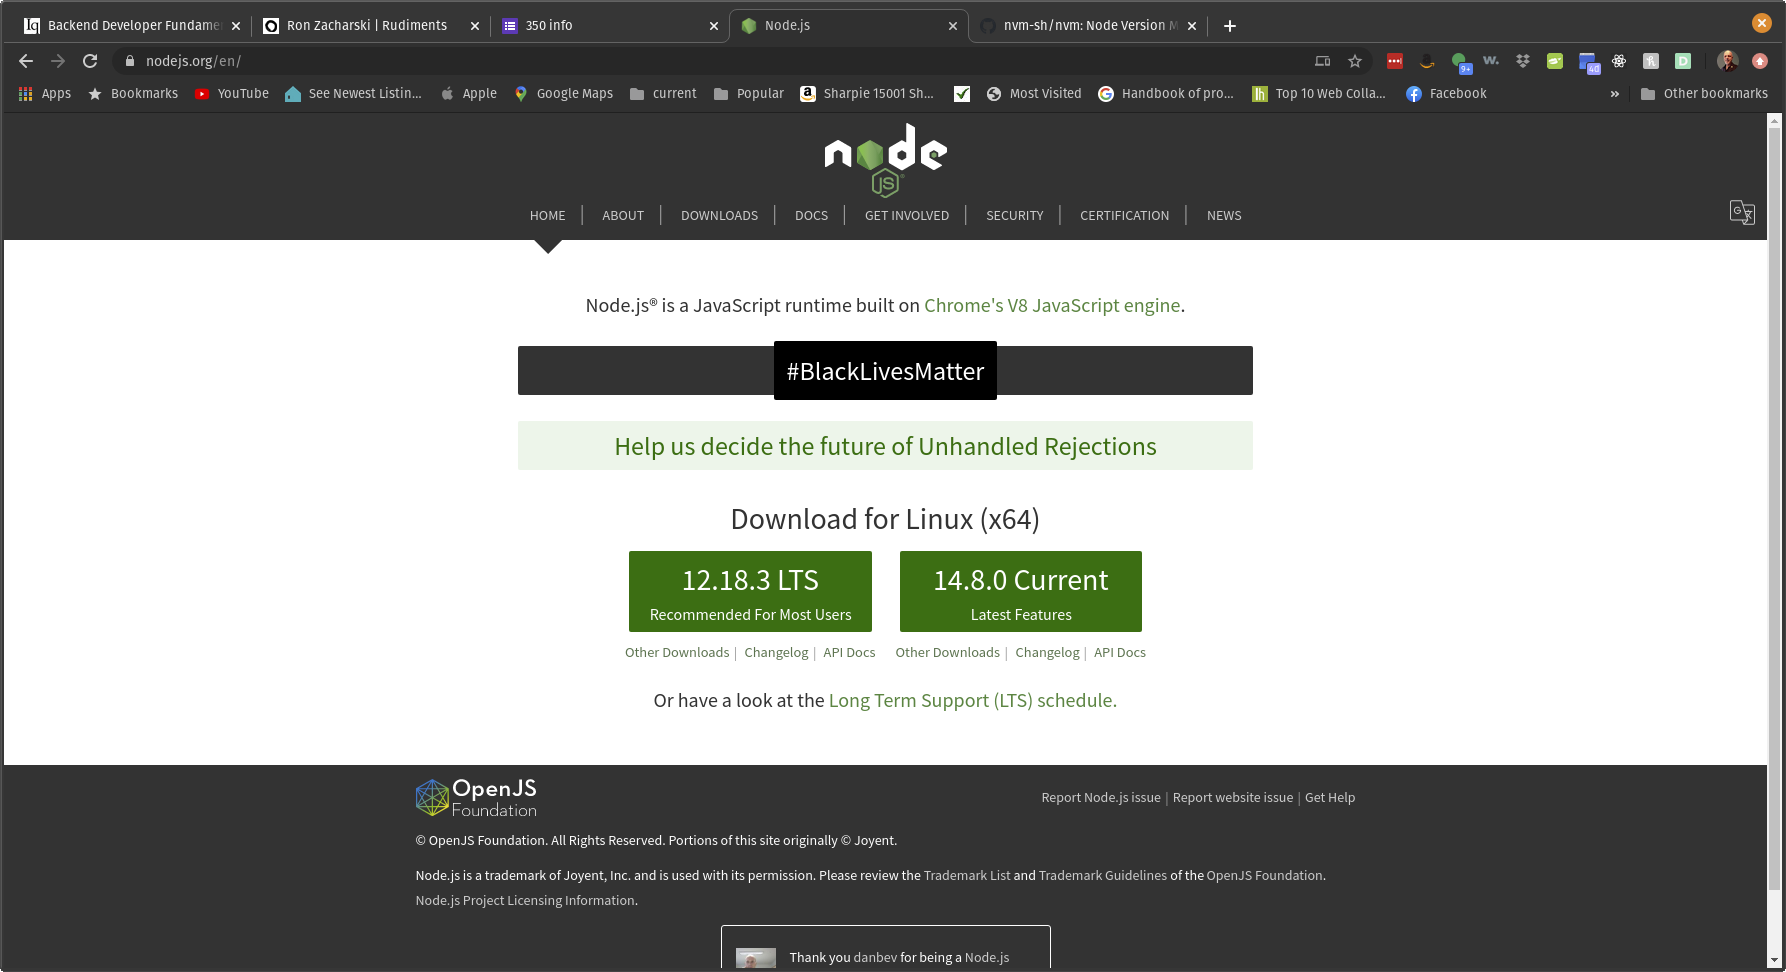 Backend Developer Fundame
Ron Zacharski | Rudiments
350 info
Node.js
nvm-sh/nvm: Node Version M
nodejs.org/en/
9+
w.
40
D
Apps
Bookmarks
YouTube
See Newest Listin...
Apple
Google Maps
current
Popular
Sharpie 15001 Sh...
Most Visited
Handbook of pro...
Top 10 Web Colla...
Facebook
»
Other bookmarks
node
JS
HOME
ABOUT
DOWNLOADS
DOCS
GET INVOLVED
SECURITY
CERTIFICATION
NEWS
Node.js® is a JavaScript runtime built on Chrome's V8 JavaScript engine.
#BlackLivesMatter
Help us decide the future of Unhandled Rejections
Download for Linux (x64)
12.18.3 LTS
Recommended For Most Users
14.8.0 Current
Latest Features
Other Downloads | Changelog | API Docs
Other Downloads | Changelog | API Docs
Or have a look at the Long Term Support (LTS) schedule.
OpenJS
Foundation
Report Node.js issue | Report website issue | Get Help
© OpenJS Foundation. All Rights Reserved. Portions of this site originally © Joyent.
Node.js is a trademark of Joyent, Inc. and is used with its permission. Please review the Trademark List and Trademark Guidelines of the OpenJS Foundation.
Node.js Project Licensing Information.
Thank you danbev for being a Node.js